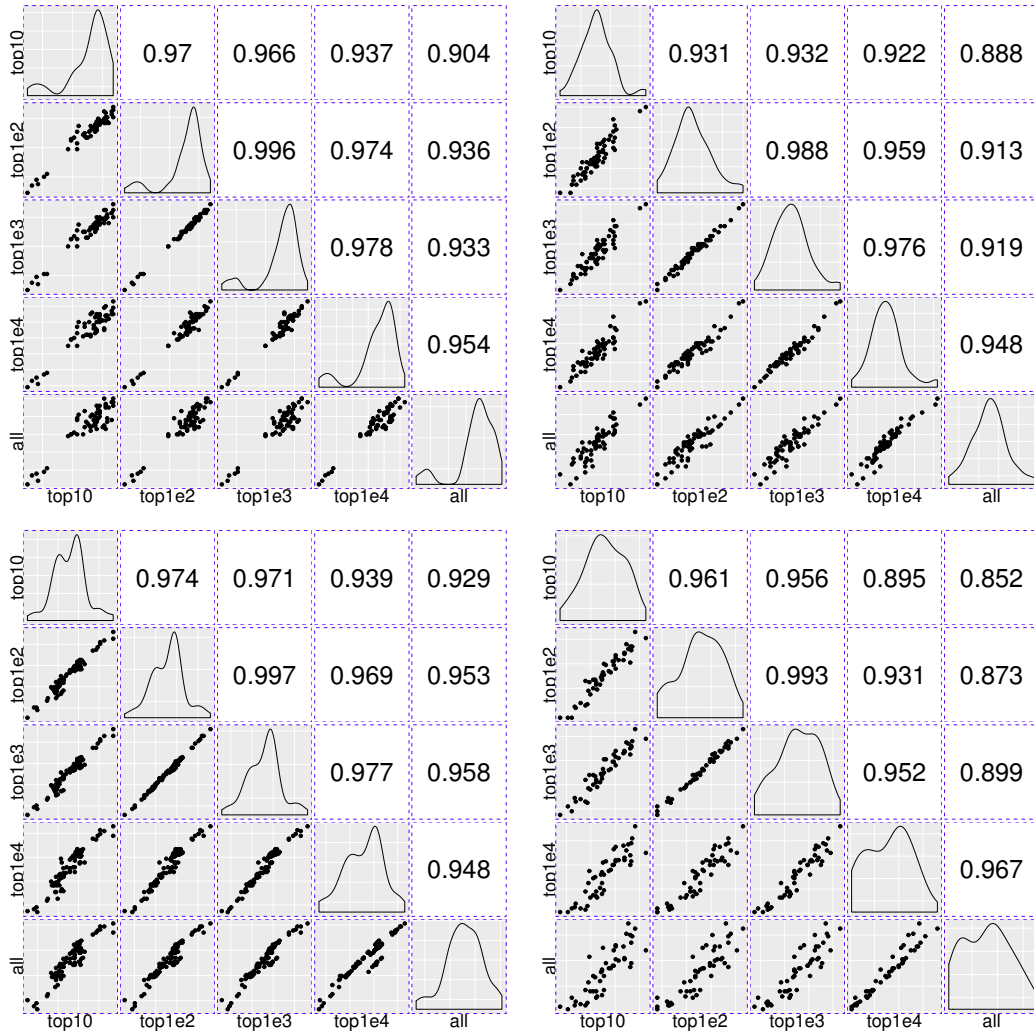 top10 0.97 0.966 0.937 0.904
top1e2 0.996 0.974 0.936
top1e3 0.978 0.933
top1e4 0.954
all
top10 top1e2 top1e3 top1e4 all
top10 0.931 0.932 0.922 0.888
top1e2 0.988 0.959 0.913
top1e3 0.976 0.919
top1e4 0.948
all
top10 top1e2 top1e3 top1e4 all
top10 0.974 0.971 0.939 0.929
top1e2 0.997 0.969 0.953
top1e3 0.977 0.958
top1e4 0.948
all
top10 top1e2 top1e3 top1e4 all
top10 0.961 0.956 0.895 0.852
top1e2 0.993 0.931 0.873
top1e3 0.952 0.899
top1e4 0.967
all
top10 top1e2 top1e3 top1e4 all